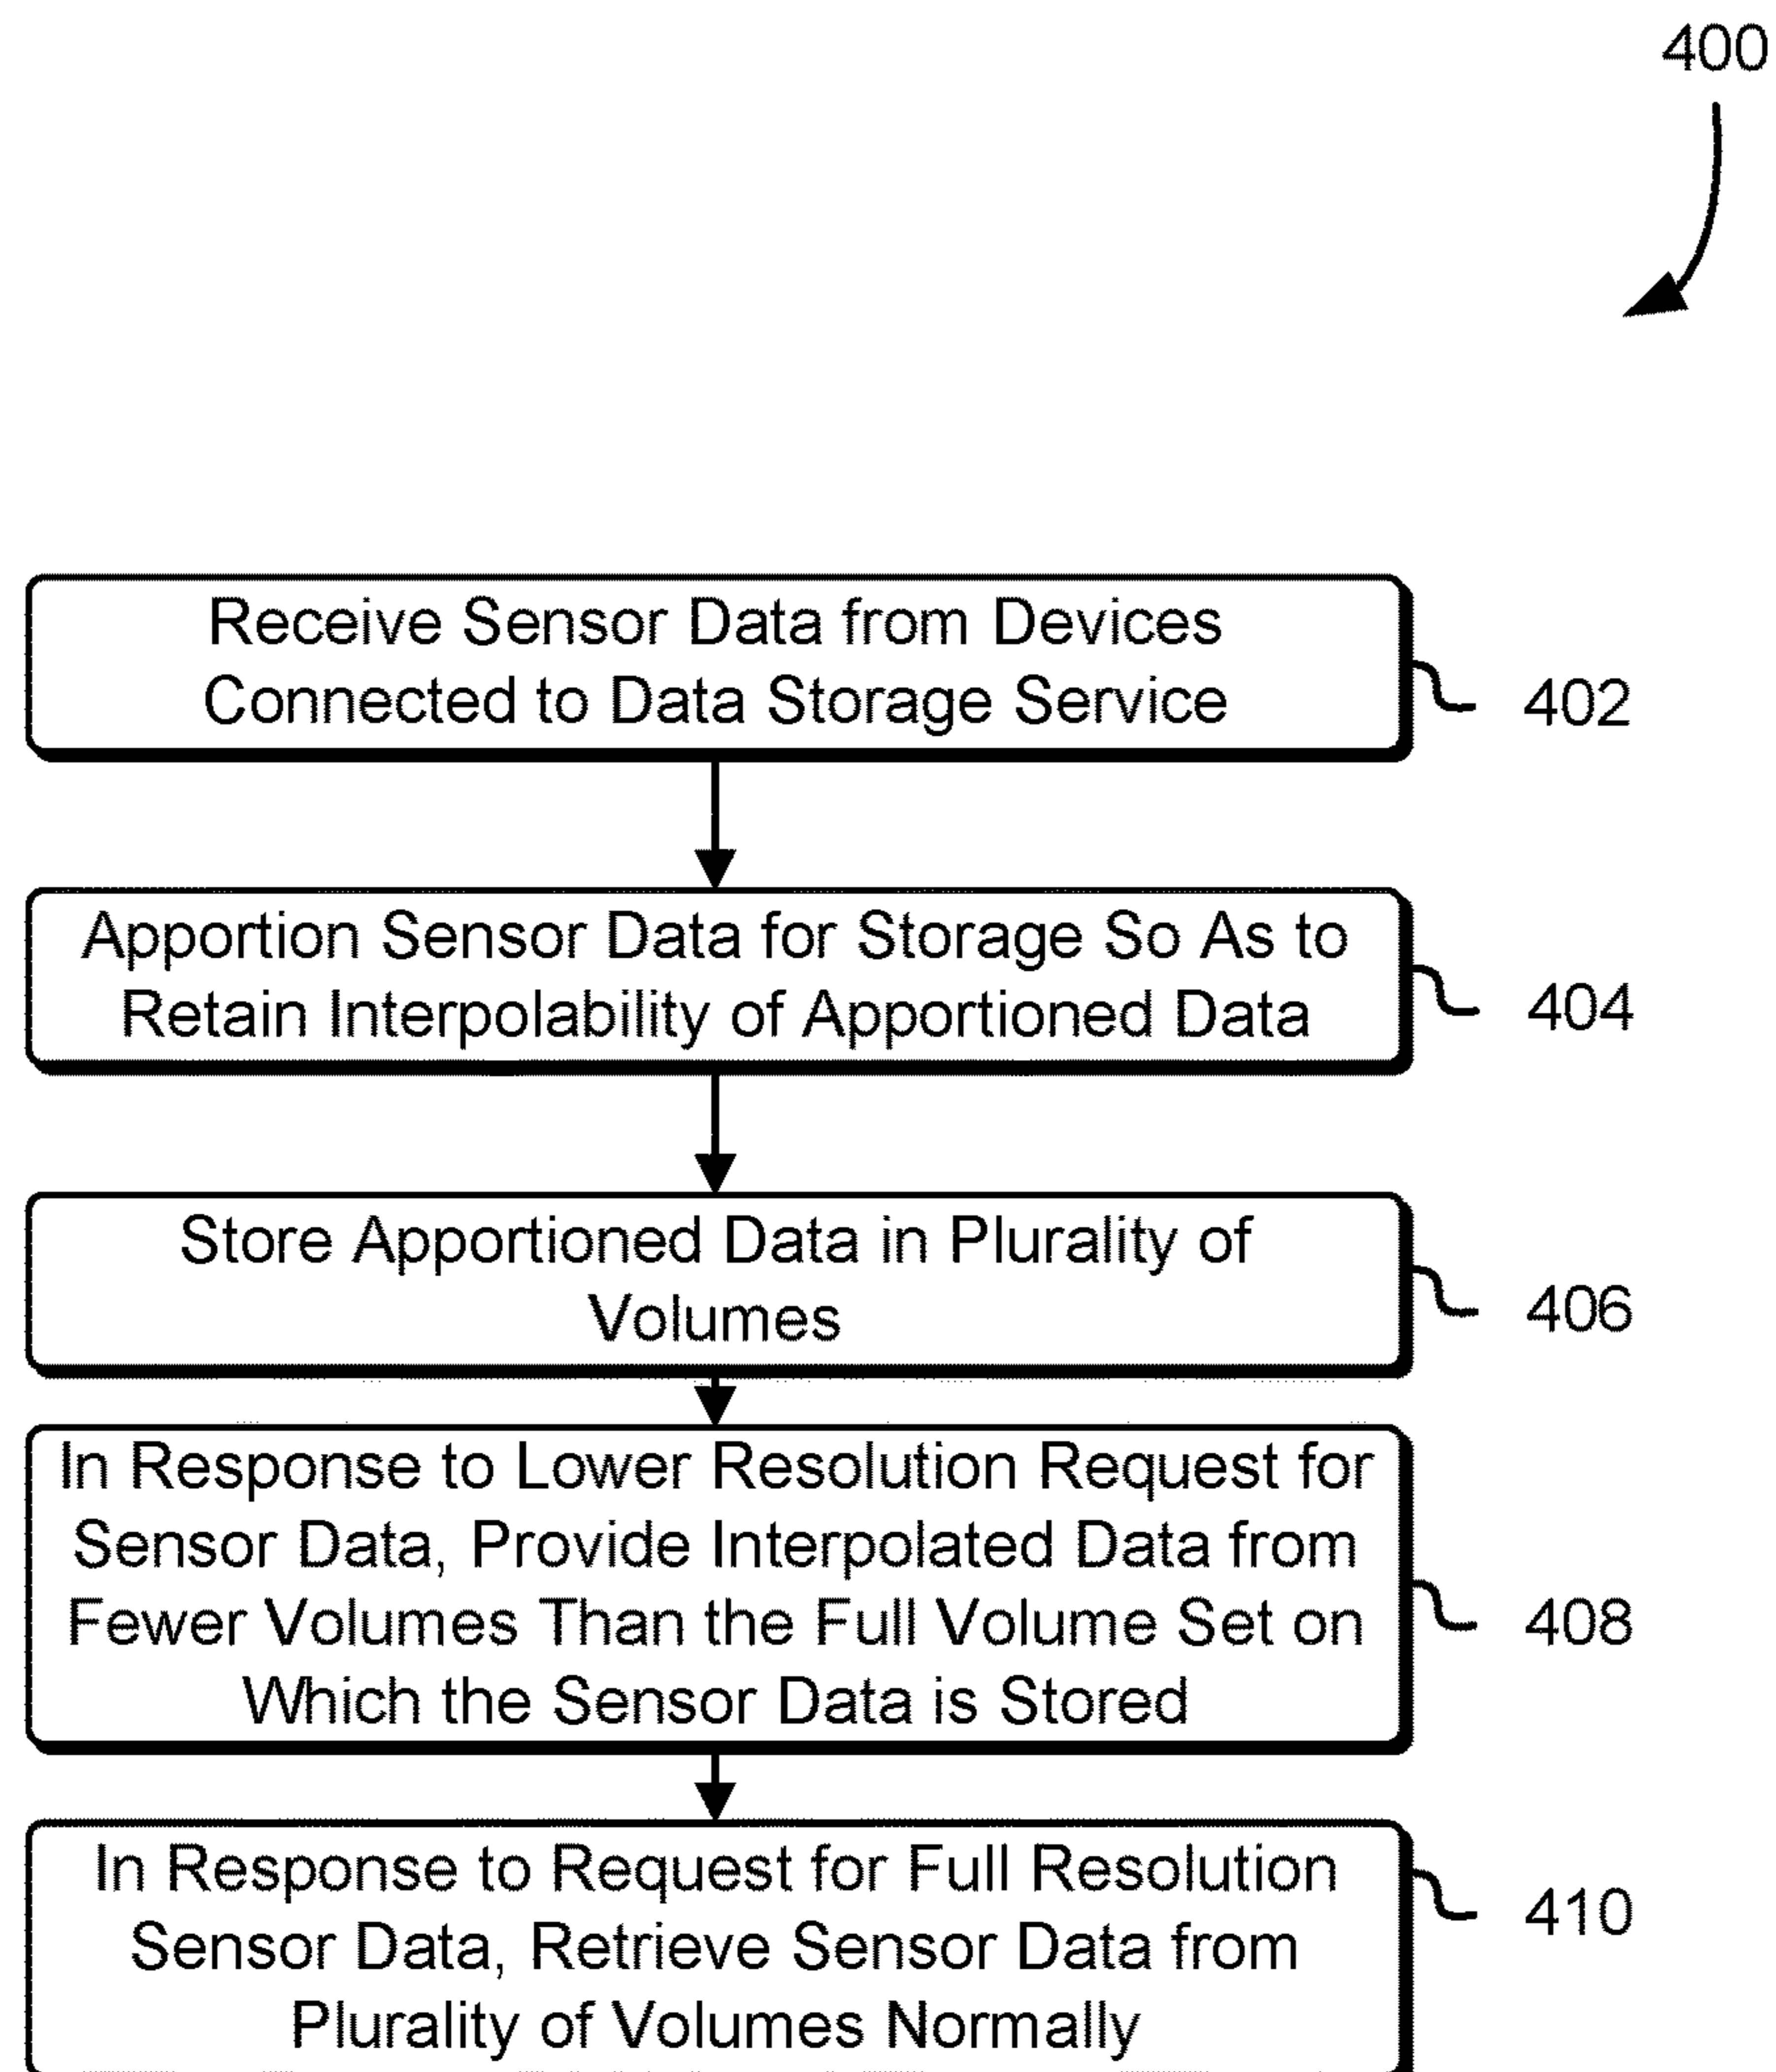 400
Receive Sensor Data from Devices
Connected to Data Storage Service
402
Apportion Sensor Data for Storage So As to
Retain Interpolability of Apportioned Data
404
Store Apportioned Data in Plurality of
Volumes
406
In Response to Lower Resolution Request for
Sensor Data, Provide Interpolated Data from
Fewer Volumes Than the Full Volume Set on
Which the Sensor Data is Stored
408
In Response to Request for Full Resolution
Sensor Data, Retrieve Sensor Data from
Plurality of Volumes Normally
410